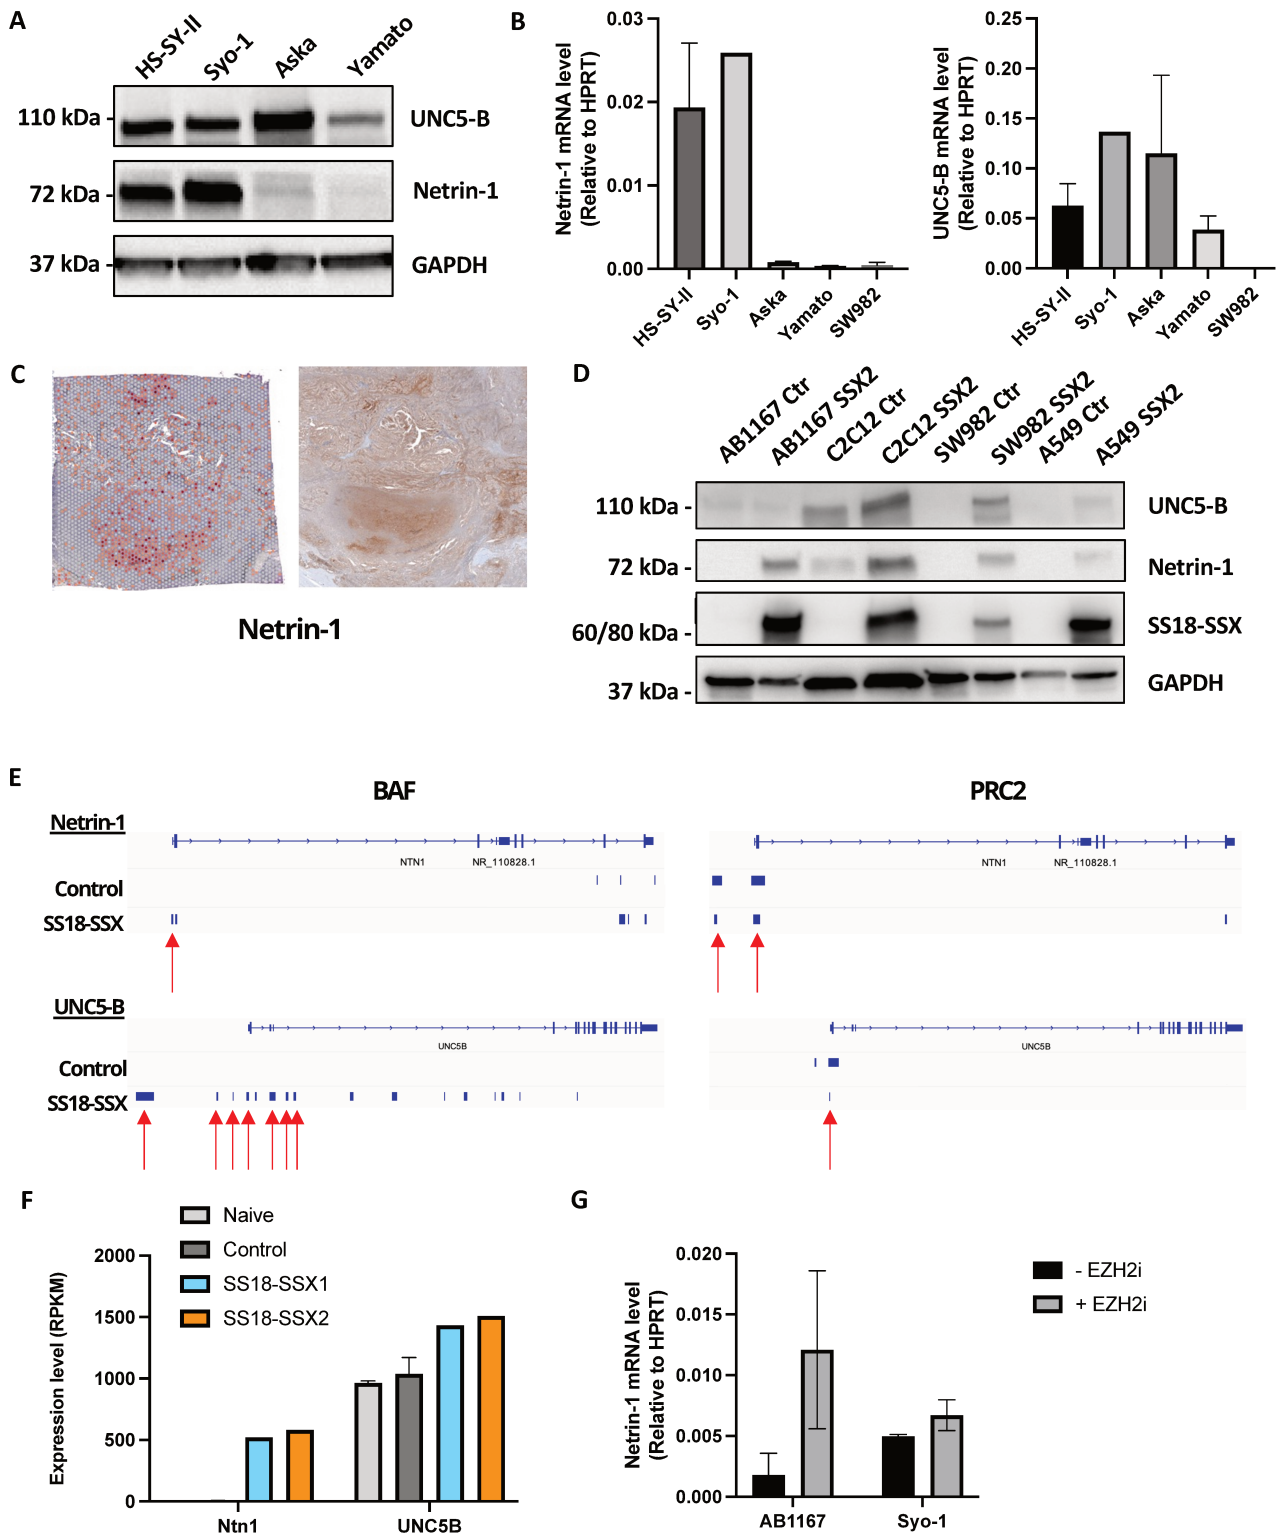 A
HS-SY-II
Syo-1
Aska
Yamato
110 kDa -
UNC5-B
72 kDa -
Netrin-1
37 kDa -
GAPDH
B
Netrin-1 mRNA level
(Relative to HPRT)
0.03
0.02
0.01
0.00
HS-SY-II
Syo-1
Aska
Yamato
SW982
UNC5-B mRNA level
(Relative to HPRT)
0.25
0.20
0.15
0.10
0.05
0.00
HS-SY-II
Syo-1
Aska
Yamato
SW982
C
Netrin-1
D
AB1167 Ctr
AB1167 SSX2
C2C12 Ctr
C2C12 SSX2
SW982 Ctr
SW982 SSX2
A549 Ctr
A549 SSX2
110 kDa -
UNC5-B
72 kDa -
Netrin-1
60/80 kDa -
SS18-SSX
37 kDa -
GAPDH
E
BAF
PRC2
Netrin-1
NTN1
NR_110828.1
NTN1
NR_110828.1
Control
SS18-SSX
UNC5-B
UNC5B
UNC5B
Control
SS18-SSX
F
Naive
Control
SS18-SSX1
SS18-SSX2
Expression level (RPKM)
2000
1500
1000
500
0
Ntn1
UNC5B
G
Netrin-1 mRNA level
(Relative to HPRT)
0.020
0.015
0.010
0.005
0.000
AB1167
Syo-1
- EZH2i
+ EZH2i